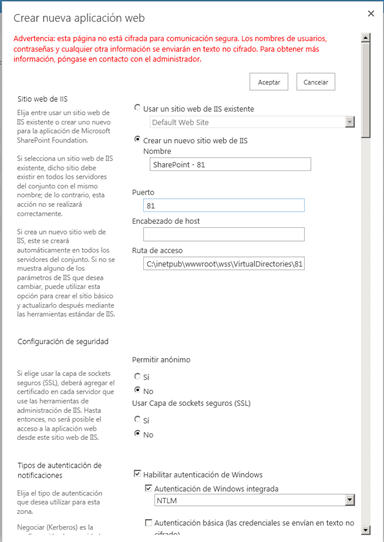 Crear nueva aplicación web
Advertencia: esta página no está cifrada para comunicación segura. Los nombres de usuarios,
contraseñas y cualquier otra información se enviarán en texto no cifrado. Para obtener más
información, póngase en contacto con el administrador.
Aceptar
Cancelar
Sitio web de IIS
Elija entre usar un sitio web de
IIS existente o crear uno nuevo
para la aplicación de Microsoft
SharePoint Foundation.
Si selecciona un sitio web de IIS
existente, dicho sitio debe
existir en todos los servidores
del conjunto con el mismo
nombre; de lo contrario, esta
acción no se realizará
correctamente.
Si crea un nuevo sitio web de
IIS, este se creará
automáticamente en todos los
servidores del conjunto. Si no se
muestra alguno de los
parámetros de IIS que desea
cambiar, puede utilizar esta
opción para crear el sitio básico
y actualizarlo después mediante
las herramientas estándar de IIS.
Usar un sitio web de IIS existente
Default Web Site
Crear un nuevo sitio web de IIS
Nombre
SharePoint - 81
Puerto
81
Encabezado de host
Ruta de acceso
C:\inetpub\wwwroot\wss\VirtualDirectories\81
Configuración de seguridad
Si elige usar la capa de sockets
seguros (SSL), deberá agregar el
certificado en cada servidor que
use las herramientas de
administración de IIS. Hasta
entonces, no será posible el
acceso a la aplicación web
desde este sitio web de IIS.
Permitir anónimo
Sí
No
Usar Capa de sockets seguros (SSL)
Sí
No
Tipos de autenticación de
notificaciones
Elija el tipo de autenticación
que desea utilizar para esta
zona.
Negociar (Kerberos) es la
Habilitar autenticación de Windows
Autenticación de Windows integrada
NTLM
Autenticación básica (las credenciales se envían en texto no